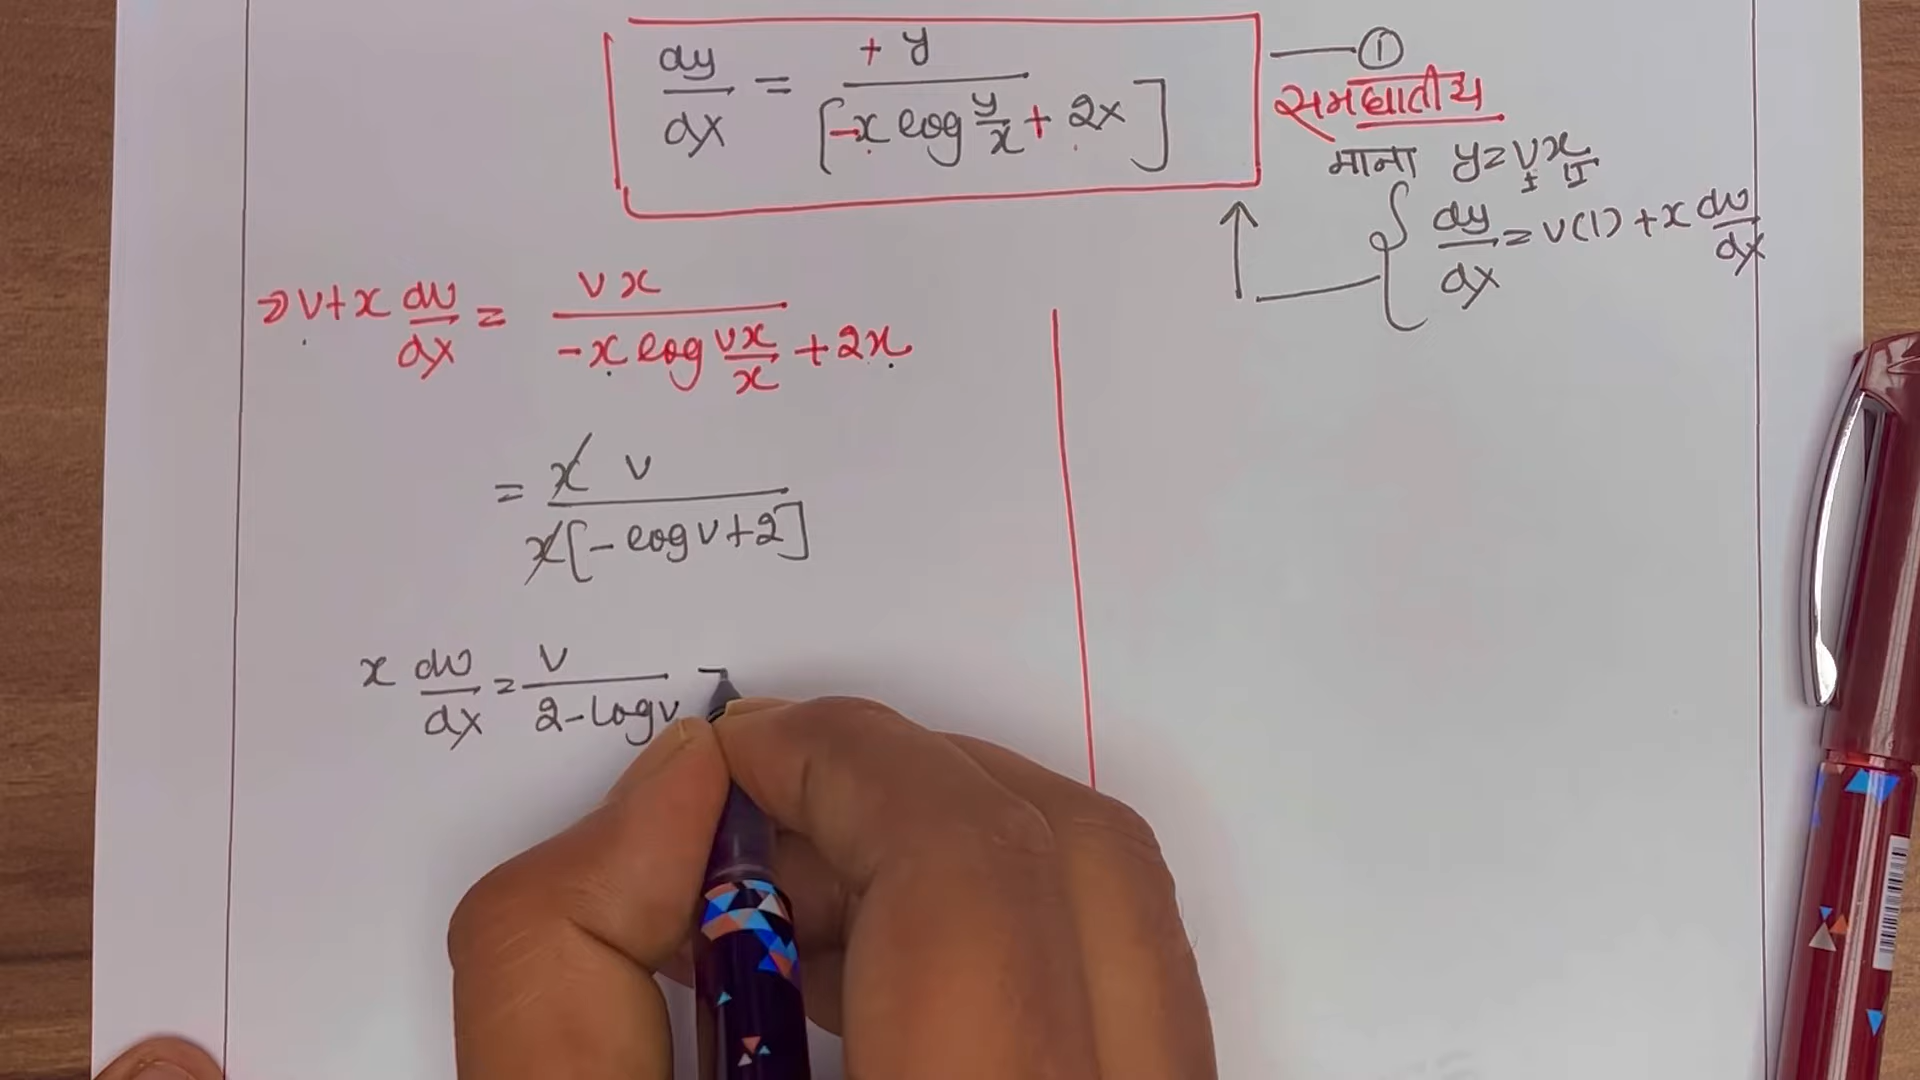 dy/dx = + y / [-x log y/x + 2x] — ①
समघातीय
माना y = vx
I II
dy/dx = v(1) + x dv/dx
⇒ v + x dv/dx = vx / -x log vx/x + 2x
= x v / x[- log v + 2]
x dv/dx = v / 2 - log v -